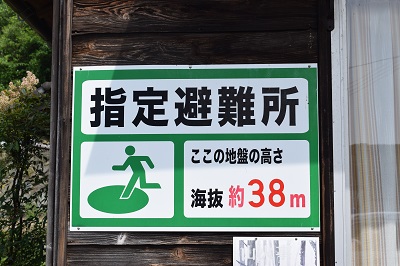 指定避難所
ここの地盤の高さ
海抜 約38m